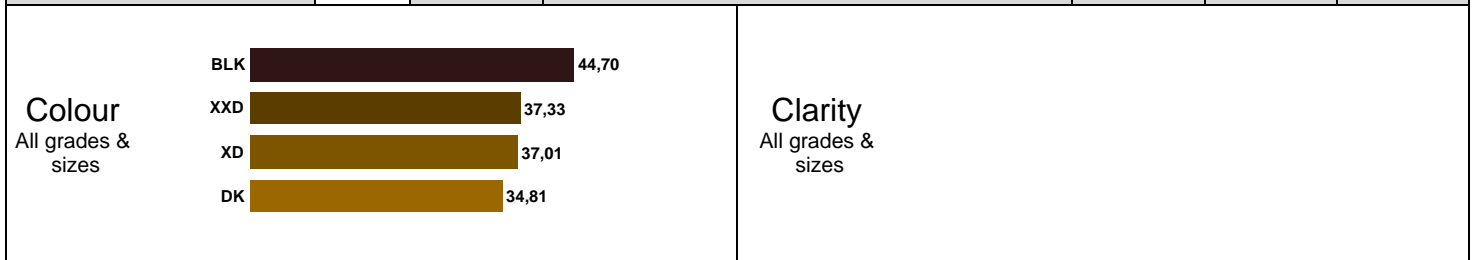 Colour
All grades &
sizes
BLK 44,70
XXD 37,33
XD 37,01
DK 34,81
Clarity
All grades &
sizes